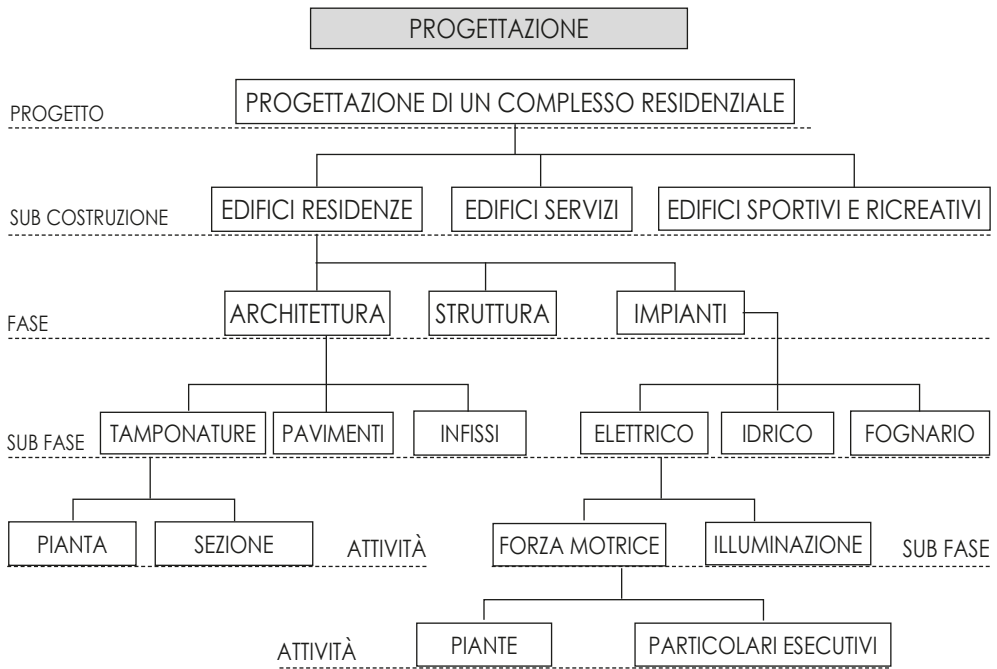 PROGETTAZIONE
PROGETTO
PROGETTAZIONE DI UN COMPLESSO RESIDENZIALE
SUB COSTRUZIONE
EDIFICI RESIDENZE
EDIFICI SERVIZI
EDIFICI SPORTIVI E RICREATIVI
FASE
ARCHITETTURA
STRUTTURA
IMPIANTI
SUB FASE
TAMPONATURE
PAVIMENTI
INFISSI
ELETTRICO
IDRICO
FOGNARIO
PIANTA
SEZIONE
ATTIVITÀ
FORZA MOTRICE
ILLUMINAZIONE
SUB FASE
ATTIVITÀ
PIANTE
PARTICOLARI ESECUTIVI